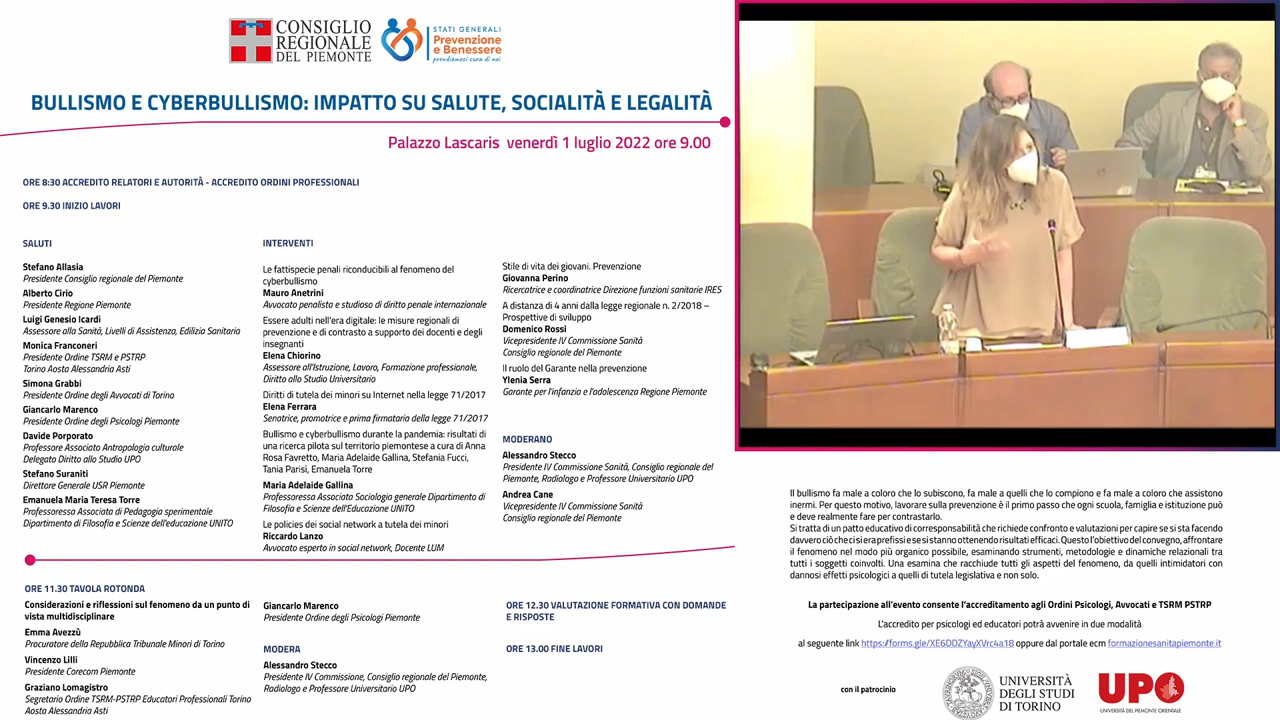 CONSIGLIO
REGIONALE
DEL PIEMONTE
STATI GENERALI
Prevenzione
e Benessere
prendiamoci cura di noi
BULLISMO E CYBERBULLISMO: IMPATTO SU SALUTE, SOCIALITÀ E LEGALITÀ
Palazzo Lascaris venerdì 1 luglio 2022 ore 9.00
ORE 8:30 ACCREDITO RELATORI E AUTORITÀ - ACCREDITO ORDINI PROFESSIONALI
ORE 9.30 INIZIO LAVORI
SALUTI
Stefano Allasia
Presidente Consiglio regionale del Piemonte
Alberto Cirio
Presidente Regione Piemonte
Luigi Genesio Icardi
Assessore alla Sanità, Livelli di Assistenza, Edilizia Sanitaria
Monica Franconeri
Presidente Ordine TSRM e PSTRP
Torino Aosta Alessandria Asti
Simona Grabbi
Presidente Ordine degli Avvocati di Torino
Giancarlo Marenco
Presidente Ordine degli Psicologi Piemonte
Davide Porporato
Professore Associato Antropologia culturale
Delegato Diritto allo Studio UPO
Stefano Suraniti
Direttore Generale USR Piemonte
Emanuela Maria Teresa Torre
Professoressa Associata di Pedagogia sperimentale
Dipartimento di Filosofia e Scienze dell'educazione UNITO
INTERVENTI
Le fattispecie penali riconducibili al fenomeno del
cyberbullismo
Mauro Anetrini
Avvocato penalista e studioso di diritto penale internazionale
Essere adulti nell'era digitale: le misure regionali di
prevenzione e di contrasto a supporto dei docenti e degli
insegnanti
Elena Chiorino
Assessore all'Istruzione, Lavoro, Formazione professionale,
Diritto allo Studio Universitario
Diritti di tutela dei minori su Internet nella legge 71/2017
Elena Ferrara
Senatrice, promotrice e prima firmataria della legge 71/2017
Bullismo e cyberbullismo durante la pandemia: risultati di
una ricerca pilota sul territorio piemontese a cura di Anna
Rosa Favretto, Maria Adelaide Gallina, Stefania Fucci,
Tania Parisi, Emanuela Torre
Maria Adelaide Gallina
Professoressa Associata Sociologia generale Dipartimento di
Filosofia e Scienze dell'Educazione UNITO
Le policies dei social network a tutela dei minori
Riccardo Lanzo
Avvocato esperto in social network, Docente LUM
Stile di vita dei giovani. Prevenzione
Giovanna Perino
Ricercatrice e coordinatrice Direzione funzioni sanitarie IRES
A distanza di 4 anni dalla legge regionale n. 2/2018 –
Prospettive di sviluppo
Domenico Rossi
Vicepresidente IV Commissione Sanità
Consiglio regionale del Piemonte
Il ruolo del Garante nella prevenzione
Ylenia Serra
Garante per l'infanzia e l'adolescenza Regione Piemonte
MODERANO
Alessandro Stecco
Presidente IV Commissione Sanità, Consiglio regionale del
Piemonte, Radiologo e Professore Universitario UPO
Andrea Cane
Vicepresidente IV Commissione Sanità
Consiglio regionale del Piemonte
ORE 11.30 TAVOLA ROTONDA
Considerazioni e riflessioni sul fenomeno da un punto di
vista multidisciplinare
Emma Avezzù
Procuratore della Repubblica Tribunale Minori di Torino
Vincenzo Lilli
Presidente Corecom Piemonte
Graziano Lomagistro
Segretario Ordine TSRM-PSTRP Educatori Professionali Torino
Aosta Alessandria Asti
Giancarlo Marenco
Presidente Ordine degli Psicologi Piemonte
MODERA
Alessandro Stecco
Presidente IV Commissione, Consiglio regionale del Piemonte,
Radiologo e Professore Universitario UPO
ORE 12.30 VALUTAZIONE FORMATIVA CON DOMANDE
E RISPOSTE
ORE 13.00 FINE LAVORI
Il bullismo fa male a coloro che lo subiscono, fa male a quelli che lo compiono e fa male a coloro che assistono
inermi. Per questo motivo, lavorare sulla prevenzione è il primo passo che ogni scuola, famiglia e istituzione può
e deve realmente fare per contrastarlo.
Si tratta di un patto educativo di corresponsabilità che richiede confronto e valutazioni per capire se si sta facendo
davvero ciò che ci si era prefissi e se si stanno ottenendo risultati efficaci. Questo l'obiettivo del convegno, affrontare
il fenomeno nel modo più organico possibile, esaminando strumenti, metodologie e dinamiche relazionali tra
tutti i soggetti coinvolti. Una esamina che racchiude tutti gli aspetti del fenomeno, da quelli intimidatori con
dannosi effetti psicologici a quelli di tutela legislativa e non solo.
La partecipazione all'evento consente l'accreditamento agli Ordini Psicologi, Avvocati e TSRM PSTRP
L'accredito per psicologi ed educatori potrà avvenire in due modalità
al seguente link https://forms.gle/XE6DDZYayXVrc4a18 oppure dal portale ecm formazionesanitapiemonte.it
con il patrocinio
UNIVERSITÀ
DEGLI STUDI
DI TORINO
UPO
UNIVERSITÀ DEL PIEMONTE ORIENTALE